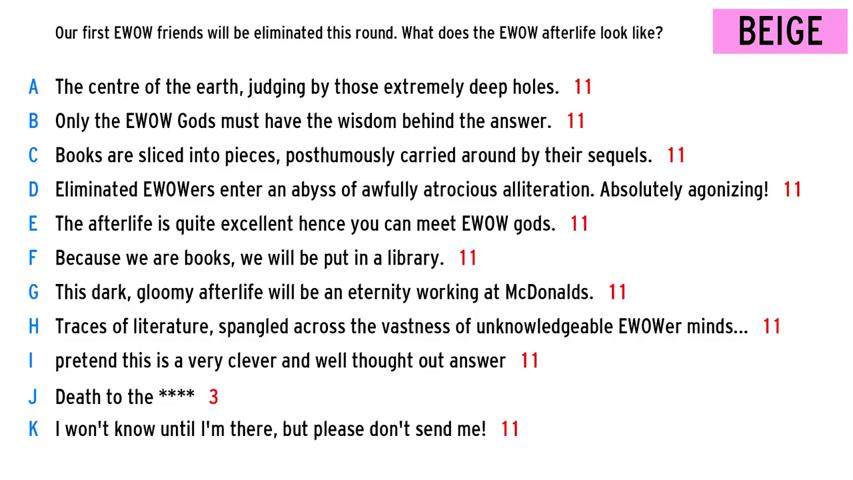 Our first EWOW friends will be eliminated this round. What does the EWOW afterlife look like?
BEIGE
A The centre of the earth, judging by those extremely deep holes. 11
B Only the EWOW Gods must have the wisdom behind the answer. 11
C Books are sliced into pieces, posthumously carried around by their sequels. 11
D Eliminated EWOWers enter an abyss of awfully atrocious alliteration. Absolutely agonizing! 11
E The afterlife is quite excellent hence you can meet EWOW gods. 11
F Because we are books, we will be put in a library. 11
G This dark, gloomy afterlife will be an eternity working at McDonalds. 11
H Traces of literature, spangled across the vastness of unknowledgeable EWOWer minds... 11
I pretend this is a very clever and well thought out answer 11
J Death to the **** 3
K I won't know until I'm there, but please don't send me! 11